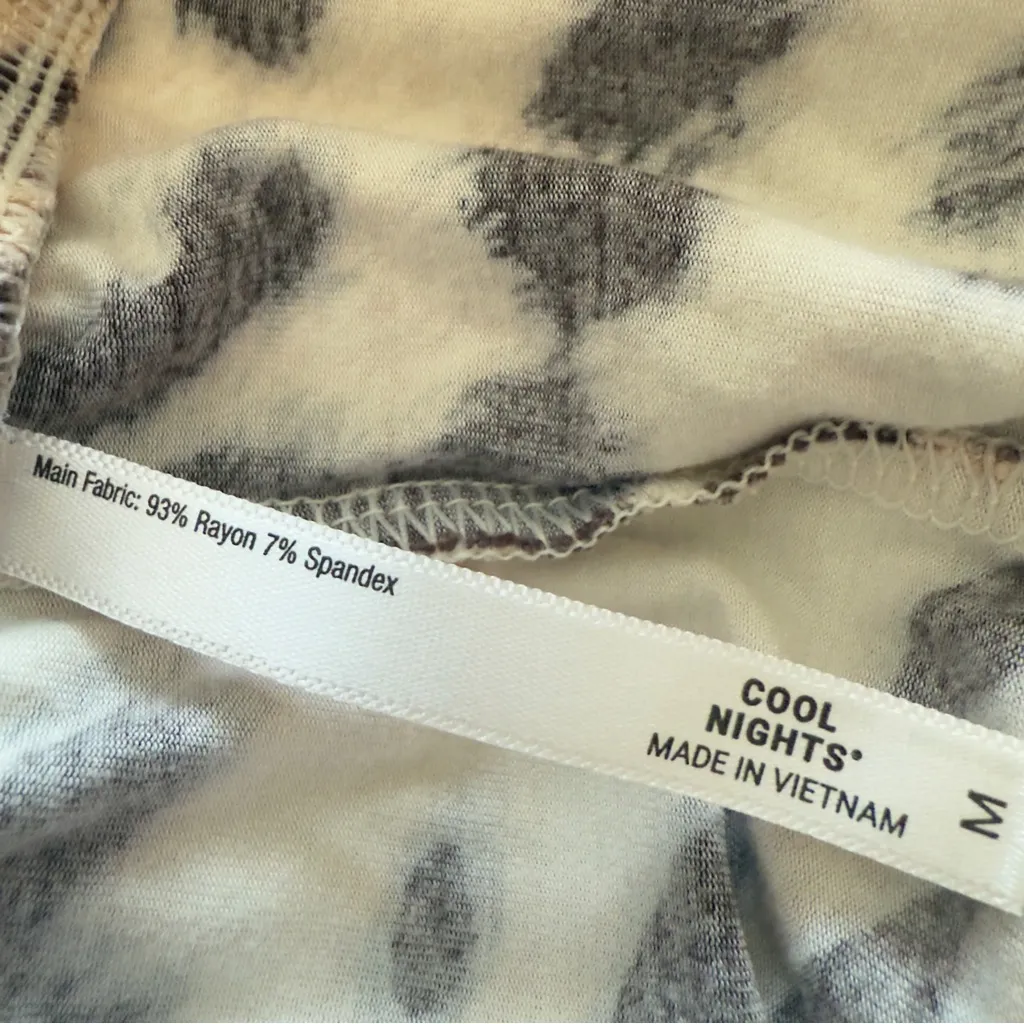 Main Fabric: 93% Rayon 7% Spandex
COOL
NIGHTS®
MADE IN VIETNAM
M